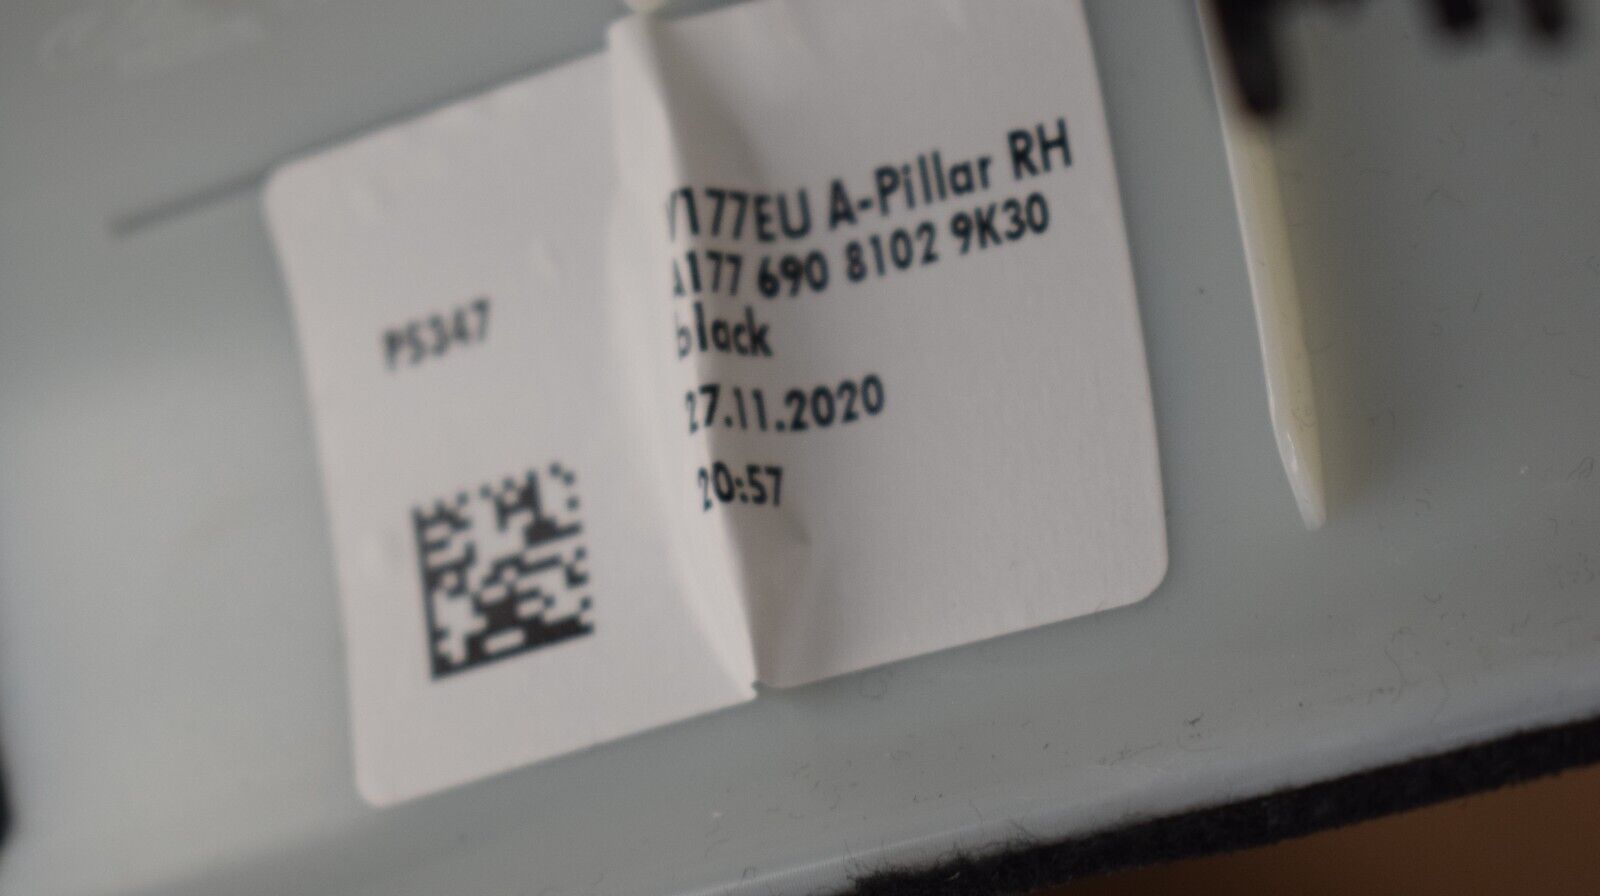 P5347
V177EU A-Pillar RH
A177 690 8102 9K30
black
27.11.2020
20:57